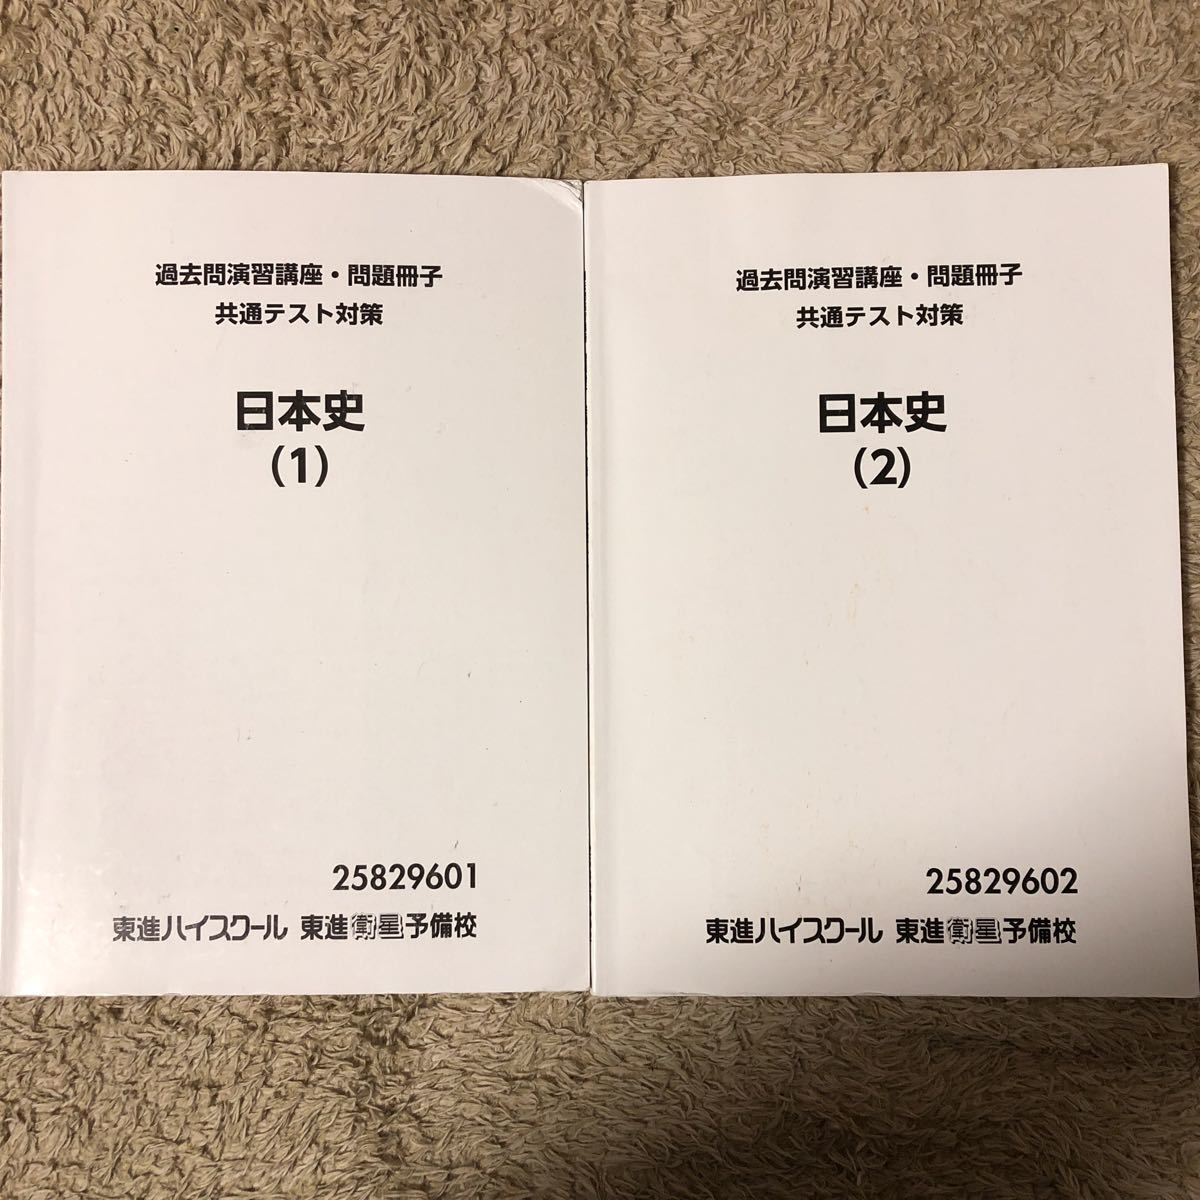 過去問演習講座・問題冊子
共通テスト対策
日本史
(1)
25829601
東進ハイスクール 東進衛星予備校
過去問演習講座・問題冊子
共通テスト対策
日本史
(2)
25829602
東進ハイスクール 東進衛星予備校